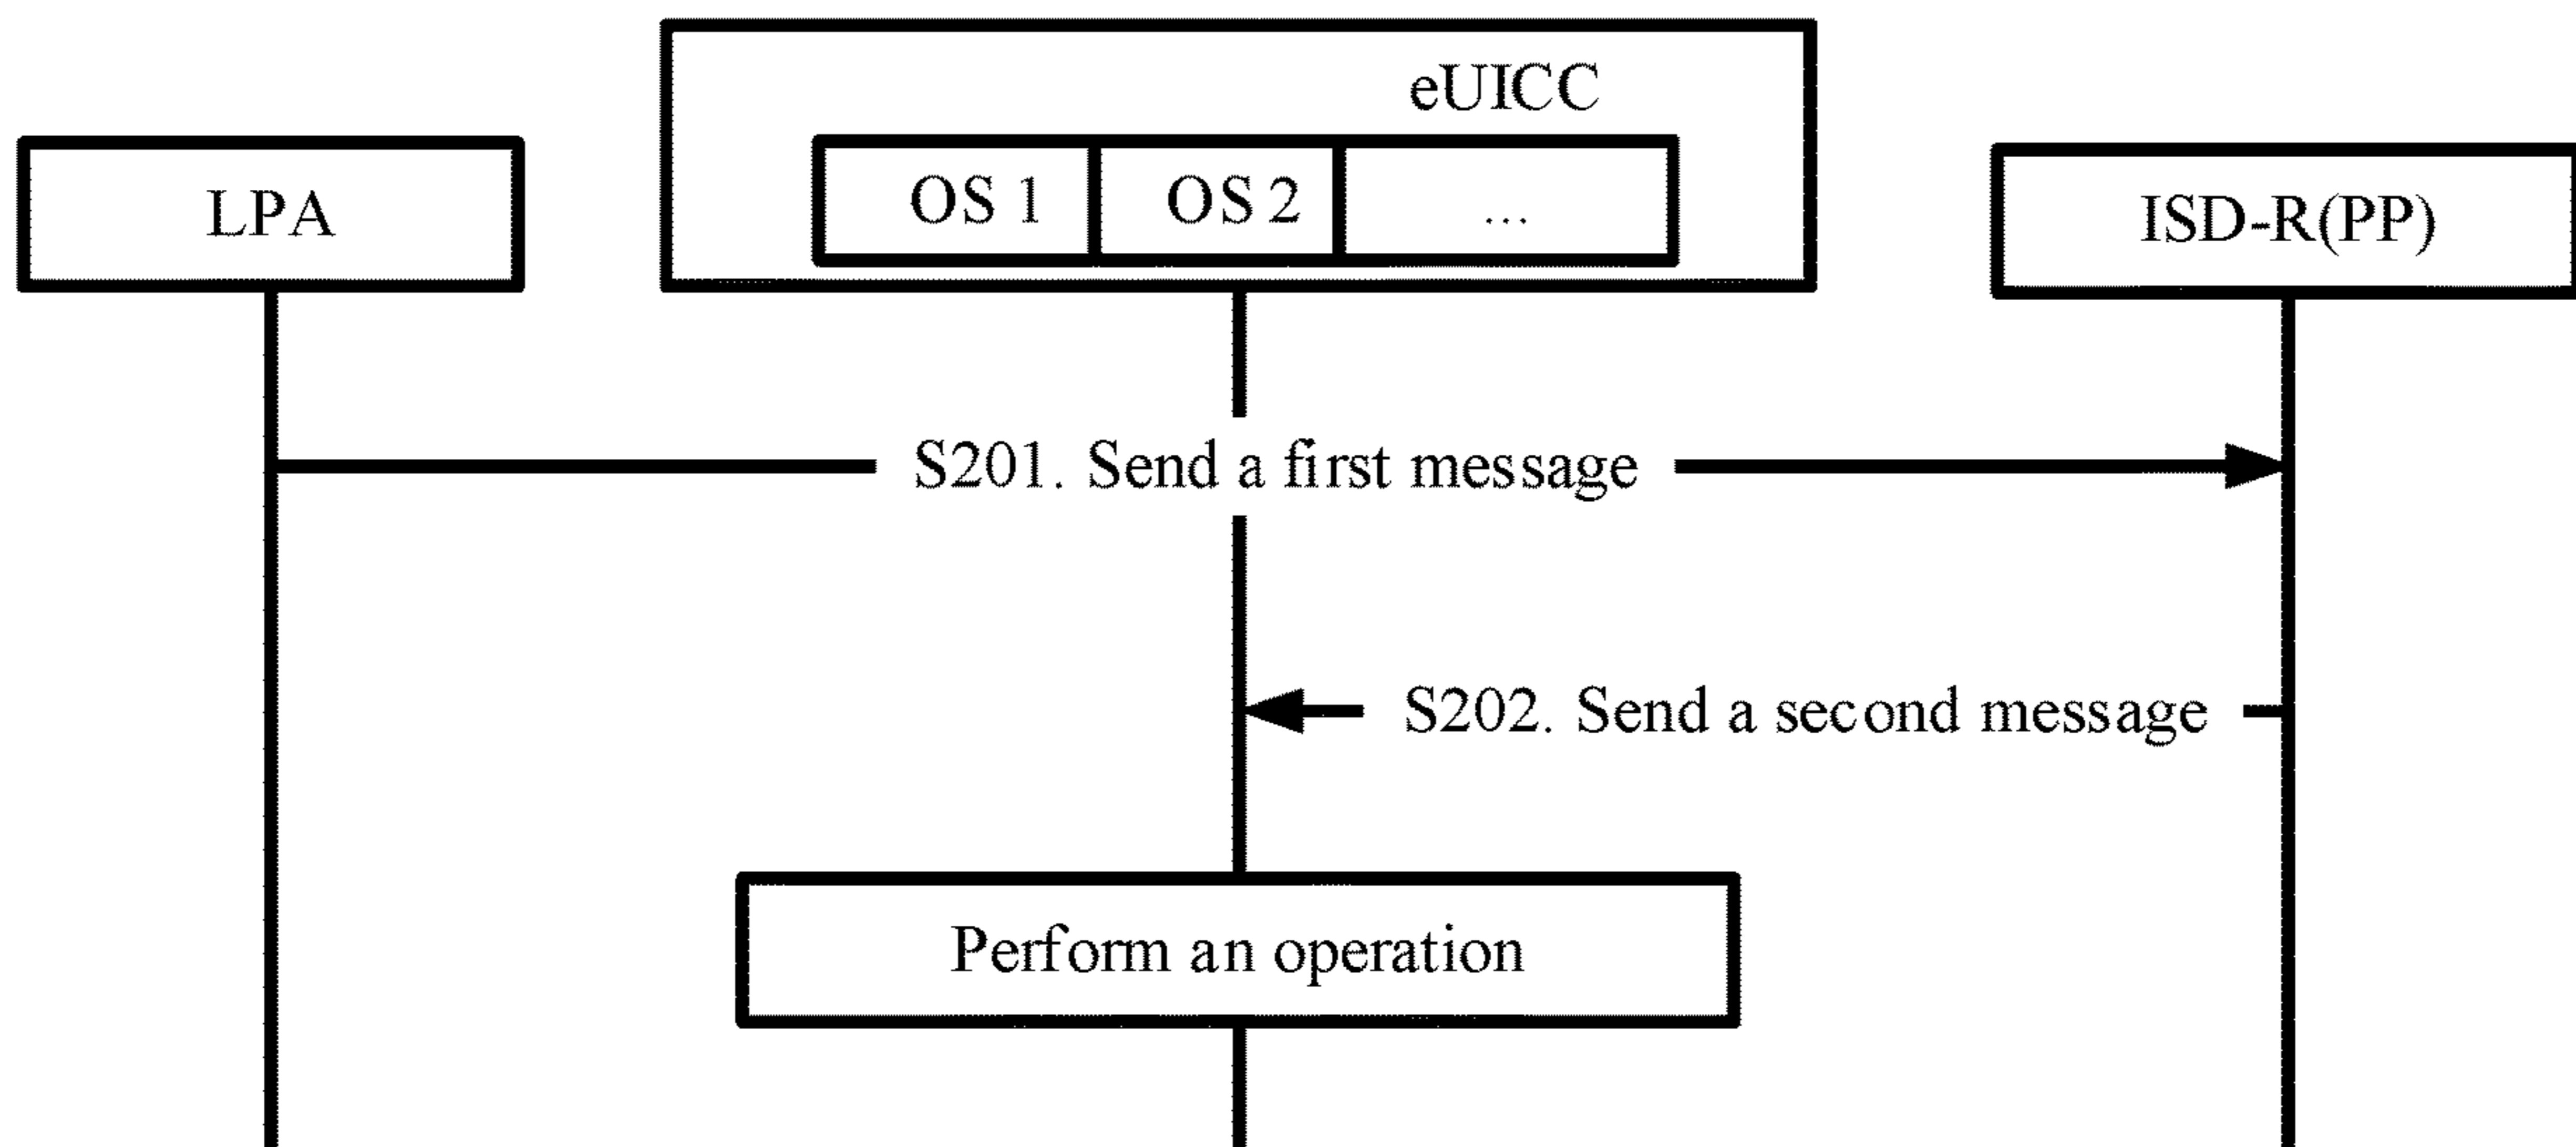 eUICC
LPA
OS 1
OS 2
...
ISD-R(PP)
S201. Send a first message
S202. Send a second message
Perform an operation